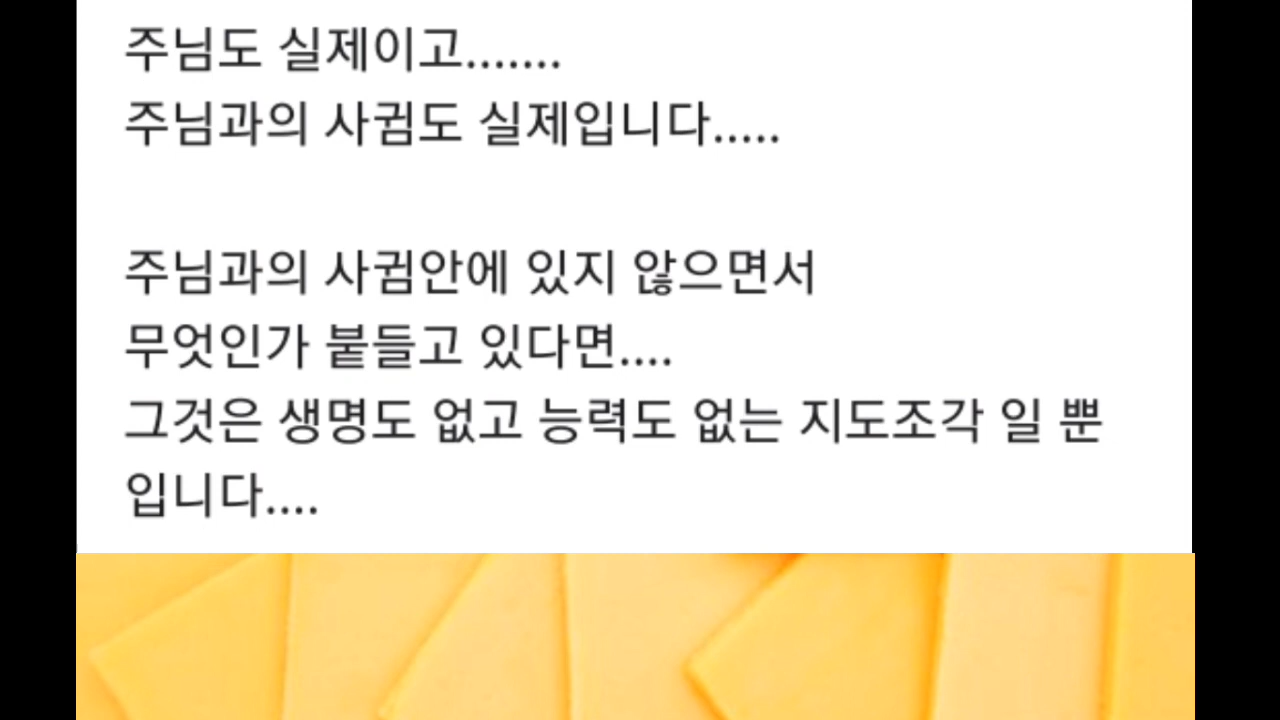 주님도 실제이고.......
주님과의 사귐도 실제입니다.....
주님과의 사귐안에 있지 않으면서
무엇인가 붙들고 있다면....
그것은 생명도 없고 능력도 없는 지도조각 일 뿐
입니다....